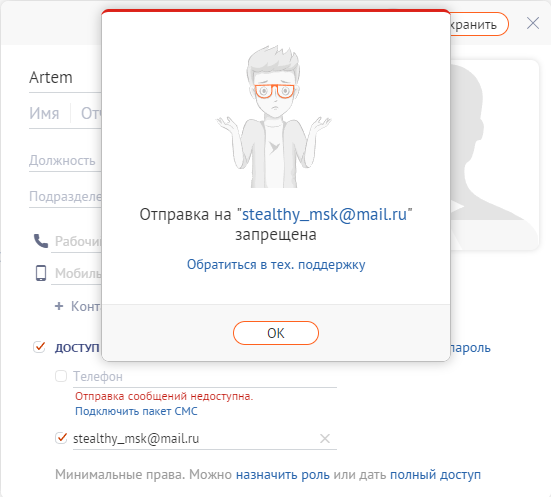 хранить
Artem
Имя
Отч
Должность
Подразделе
Отправка на "stealthy_msk@mail.ru"
запрещена
Обратиться в тех. поддержку
Рабочи
Мобиль
+ Конт
ОК
ДОСТУП
пароль
Телефон
Отправка сообщений недоступна.
Подключить пакет СМС
stealthy_msk@mail.ru
Минимальные права. Можно назначить роль или дать полный доступ